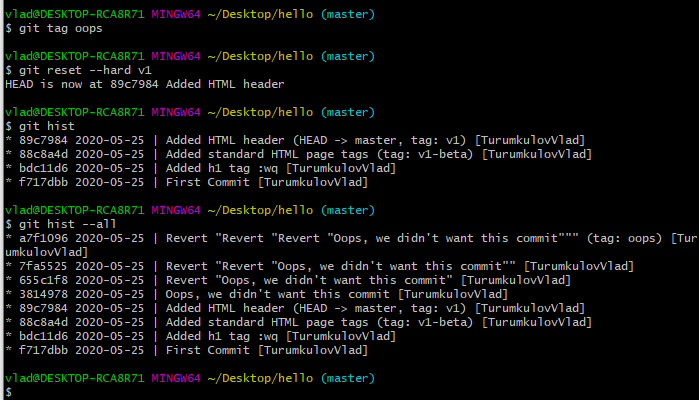 vlad@DESKTOP-RCA8R71 MINGW64 ~/Desktop/hello (master)
$ git tag oops
vlad@DESKTOP-RCA8R71 MINGW64 ~/Desktop/hello (master)
$ git reset --hard v1
HEAD is now at 89c7984 Added HTML header
vlad@DESKTOP-RCA8R71 MINGW64 ~/Desktop/hello (master)
$ git hist
* 89c7984 2020-05-25 | Added HTML header (HEAD -> master, tag: v1) [TurumkulovVlad]
* 88c8a4d 2020-05-25 | Added standard HTML page tags (tag: v1-beta) [TurumkulovVlad]
* bdc11d6 2020-05-25 | Added h1 tag :wq [TurumkulovVlad]
* f717dbb 2020-05-25 | First Commit [TurumkulovVlad]
vlad@DESKTOP-RCA8R71 MINGW64 ~/Desktop/hello (master)
$ git hist --all
* a7f1096 2020-05-25 | Revert "Revert "Revert "Oops, we didn't want this commit""" (tag: oops) [Tur
umkulovVlad]
* 7fa5525 2020-05-25 | Revert "Revert "Oops, we didn't want this commit"" [TurumkulovVlad]
* 655c1f8 2020-05-25 | Revert "Oops, we didn't want this commit" [TurumkulovVlad]
* 3814978 2020-05-25 | Oops, we didn't want this commit [TurumkulovVlad]
* 89c7984 2020-05-25 | Added HTML header (HEAD -> master, tag: v1) [TurumkulovVlad]
* 88c8a4d 2020-05-25 | Added standard HTML page tags (tag: v1-beta) [TurumkulovVlad]
* bdc11d6 2020-05-25 | Added h1 tag :wq [TurumkulovVlad]
* f717dbb 2020-05-25 | First Commit [TurumkulovVlad]
vlad@DESKTOP-RCA8R71 MINGW64 ~/Desktop/hello (master)
$